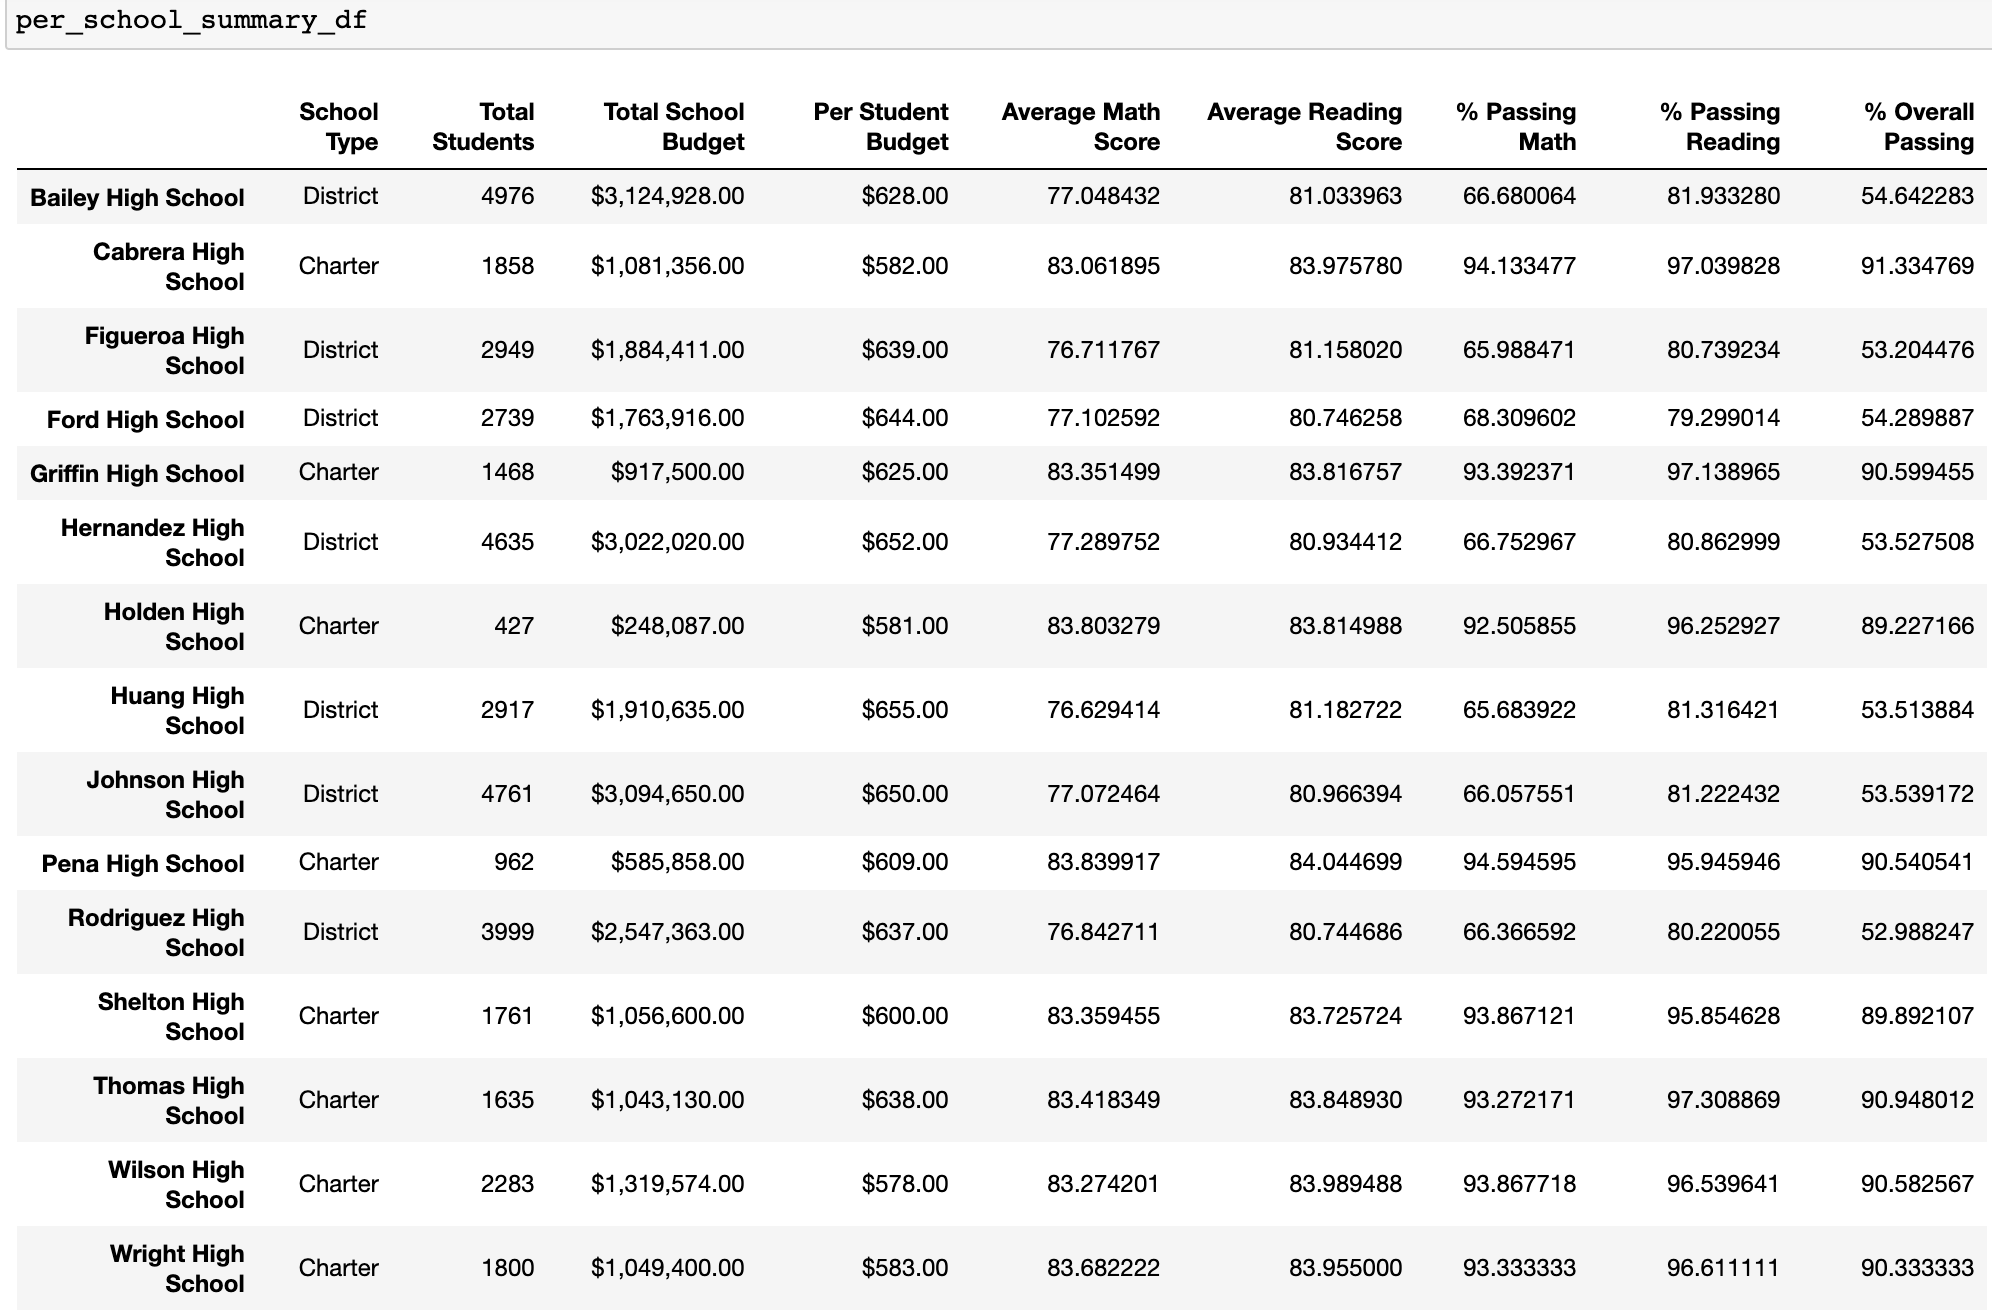 per_school_summary_df
School Type Total Students Total School Budget Per Student Budget Average Math Score Average Reading Score % Passing Math % Passing Reading % Overall Passing
Bailey High School District 4976 $3,124,928.00 $628.00 77.048432 81.033963 66.680064 81.933280 54.642283
Cabrera High School Charter 1858 $1,081,356.00 $582.00 83.061895 83.975780 94.133477 97.039828 91.334769
Figueroa High School District 2949 $1,884,411.00 $639.00 76.711767 81.158020 65.988471 80.739234 53.204476
Ford High School District 2739 $1,763,916.00 $644.00 77.102592 80.746258 68.309602 79.299014 54.289887
Griffin High School Charter 1468 $917,500.00 $625.00 83.351499 83.816757 93.392371 97.138965 90.599455
Hernandez High School District 4635 $3,022,020.00 $652.00 77.289752 80.934412 66.752967 80.862999 53.527508
Holden High School Charter 427 $248,087.00 $581.00 83.803279 83.814988 92.505855 96.252927 89.227166
Huang High School District 2917 $1,910,635.00 $655.00 76.629414 81.182722 65.683922 81.316421 53.513884
Johnson High School District 4761 $3,094,650.00 $650.00 77.072464 80.966394 66.057551 81.222432 53.539172
Pena High School Charter 962 $585,858.00 $609.00 83.839917 84.044699 94.594595 95.945946 90.540541
Rodriguez High School District 3999 $2,547,363.00 $637.00 76.842711 80.744686 66.366592 80.220055 52.988247
Shelton High School Charter 1761 $1,056,600.00 $600.00 83.359455 83.725724 93.867121 95.854628 89.892107
Thomas High School Charter 1635 $1,043,130.00 $638.00 83.418349 83.848930 93.272171 97.308869 90.948012
Wilson High School Charter 2283 $1,319,574.00 $578.00 83.274201 83.989488 93.867718 96.539641 90.582567
Wright High School Charter 1800 $1,049,400.00 $583.00 83.682222 83.955000 93.333333 96.611111 90.333333